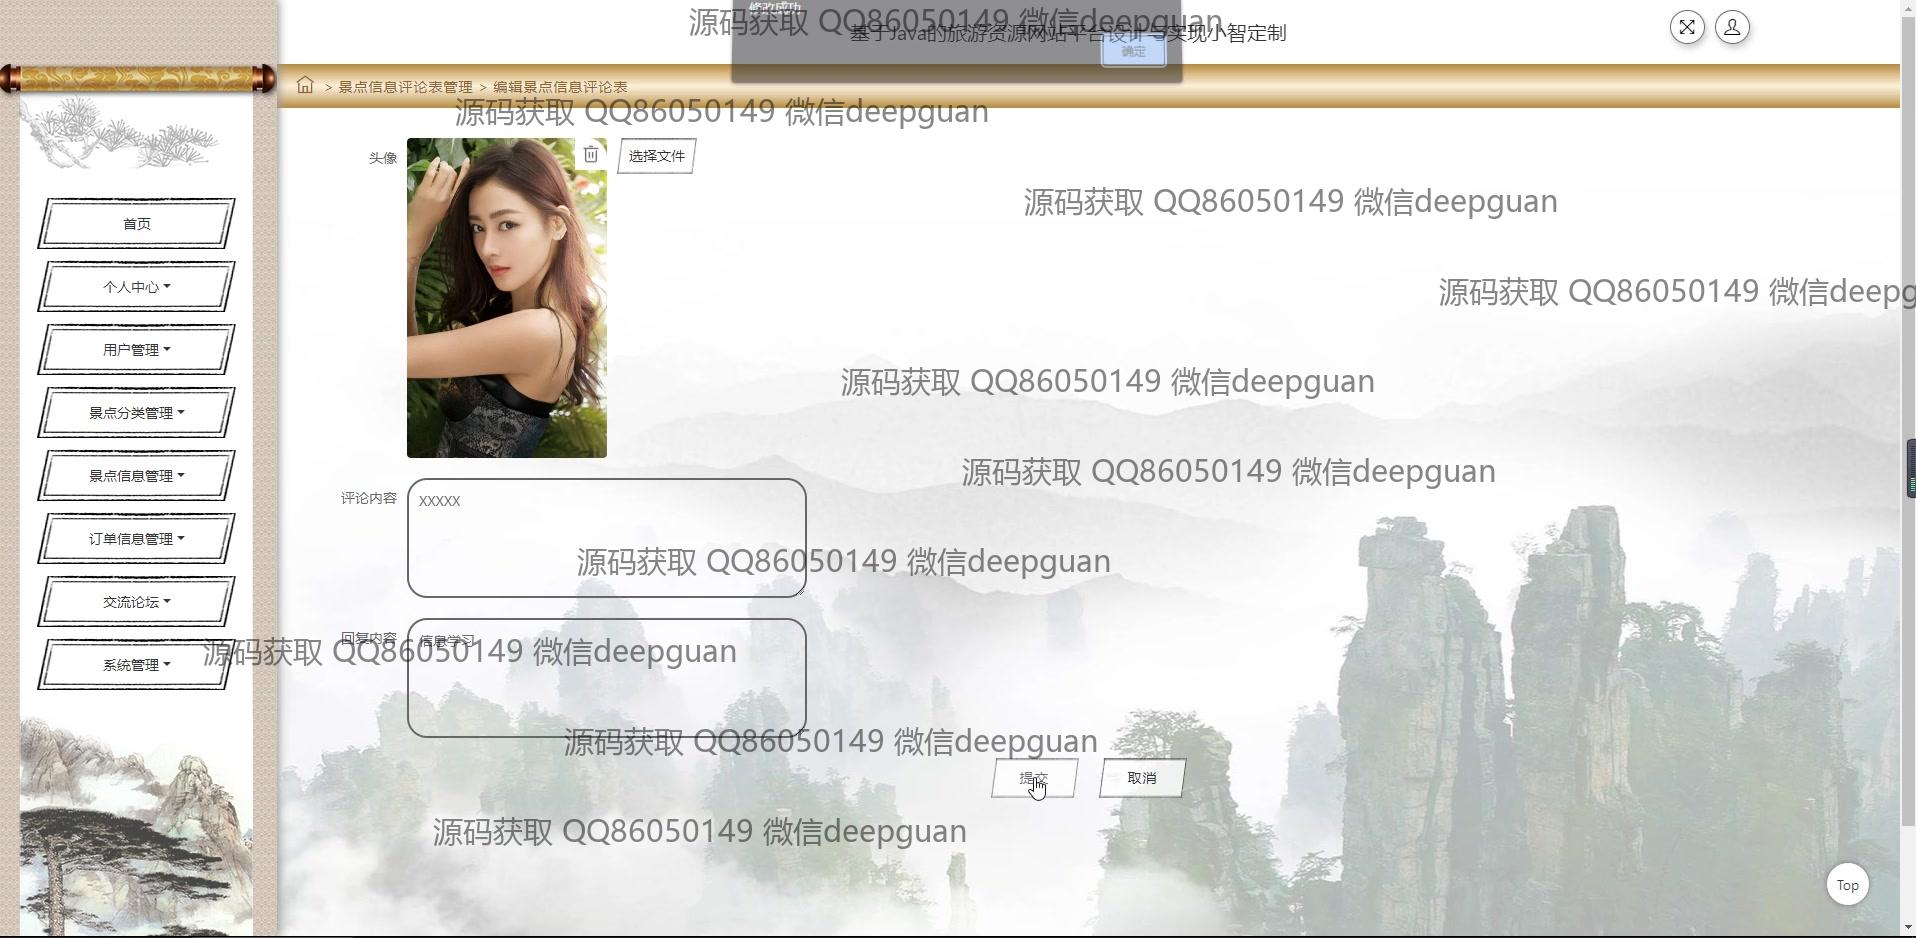 修改成功
源码获取 QQ86050149 微信deepguan
基于Java的旅游资源网站平台设计与实现小智定制
确定
> 景点信息评论表管理 > 编辑景点信息评论表
源码获取 QQ86050149 微信deepguan
头像
选择文件
源码获取 QQ86050149 微信deepguan
首页
个人中心
源码获取 QQ86050149 微信deepg
用户管理
源码获取 QQ86050149 微信deepguan
景点分类管理
景点信息管理
源码获取 QQ86050149 微信deepguan
评论内容
XXXXX
订单信息管理
源码获取 QQ86050149 微信deepguan
交流论坛
回复内容
信息学习
源码获取 QQ86050149 微信deepguan
系统管理
源码获取 QQ86050149 微信deepguan
提交
取消
源码获取 QQ86050149 微信deepguan
Top